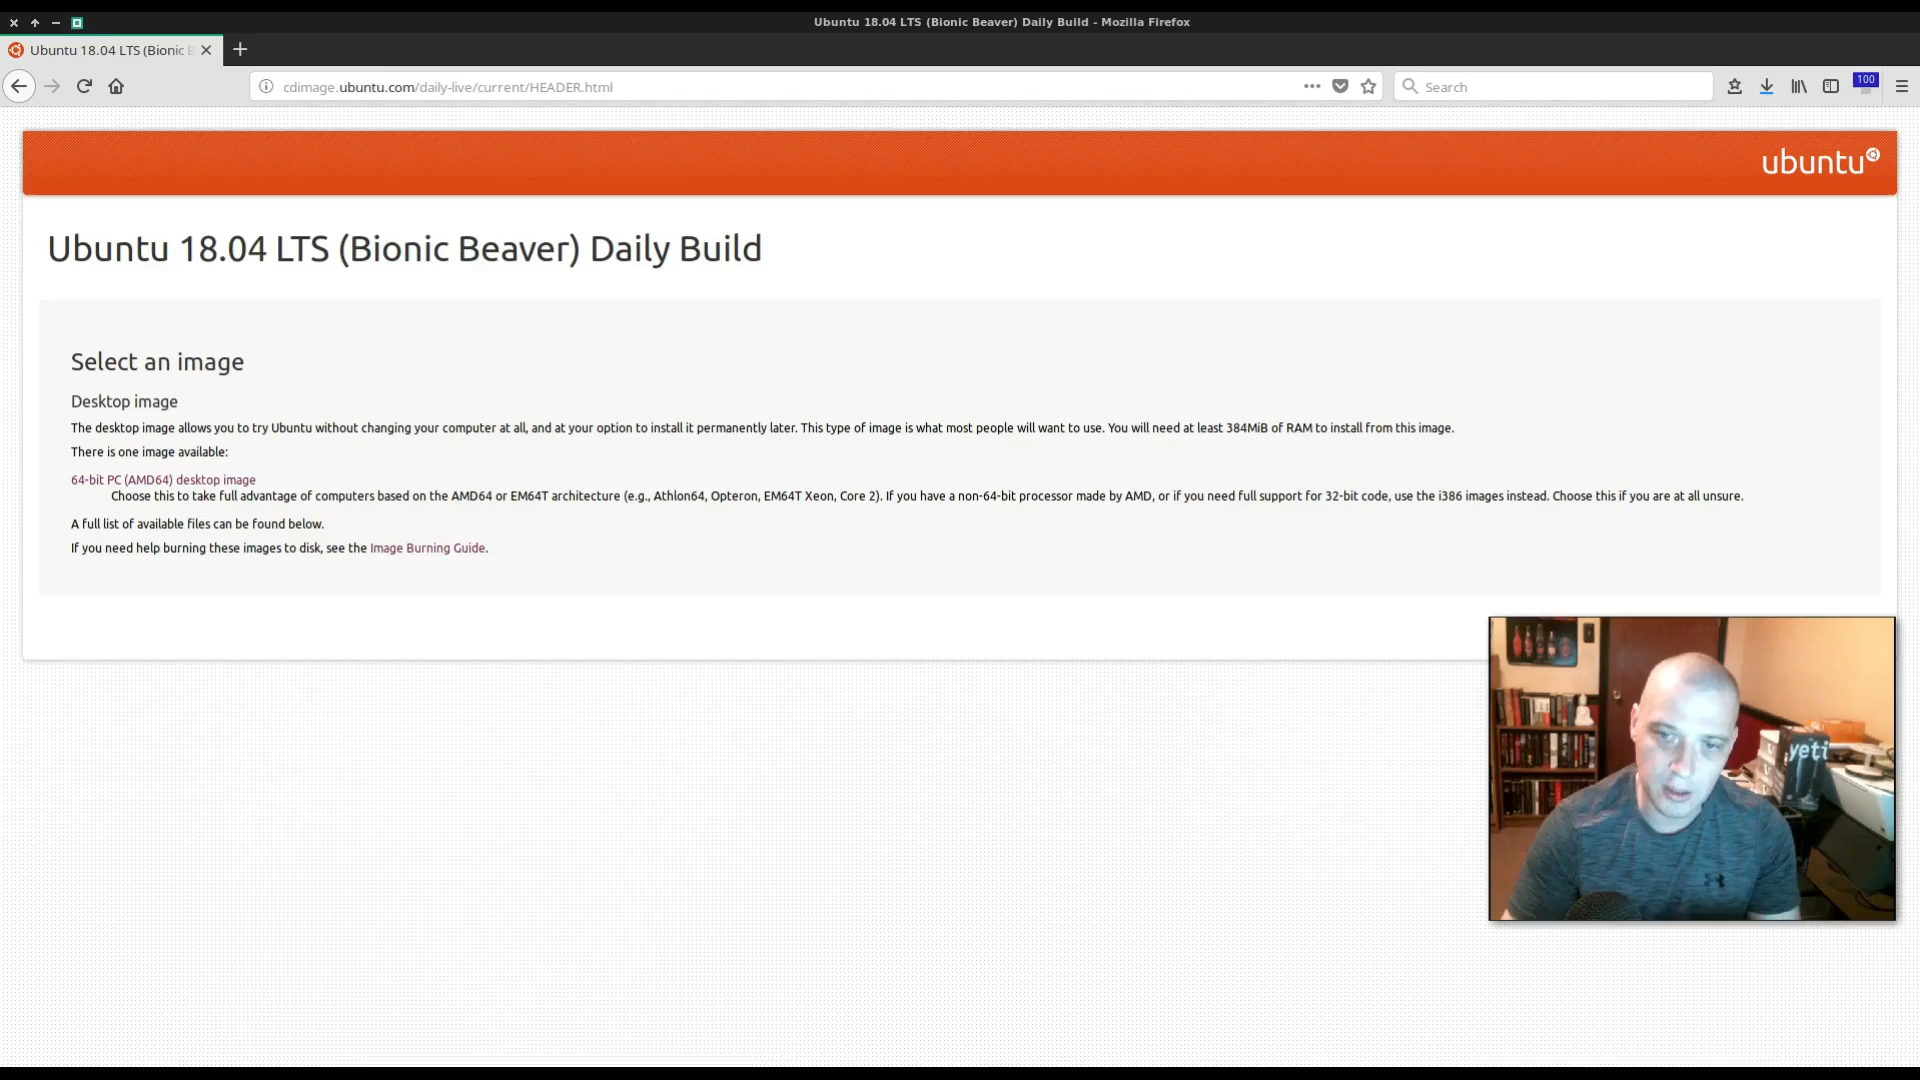 Ubuntu 18.04 LTS (Bionic Beaver) Daily Build - Mozilla Firefox
Ubuntu 18.04 LTS (Bionic B
cdimage.ubuntu.com/daily-live/current/HEADER.html
Search
100
ubuntu
Ubuntu 18.04 LTS (Bionic Beaver) Daily Build
Select an image
Desktop image
The desktop image allows you to try Ubuntu without changing your computer at all, and at your option to install it permanently later. This type of image is what most people will want to use. You will need at least 384MiB of RAM to install from this image.
There is one image available:
64-bit PC (AMD64) desktop image
Choose this to take full advantage of computers based on the AMD64 or EM64T architecture (e.g., Athlon64, Opteron, EM64T Xeon, Core 2). If you have a non-64-bit processor made by AMD, or if you need full support for 32-bit code, use the i386 images instead. Choose this if you are at all unsure.
A full list of available files can be found below.
If you need help burning these images to disk, see the Image Burning Guide.
yeti